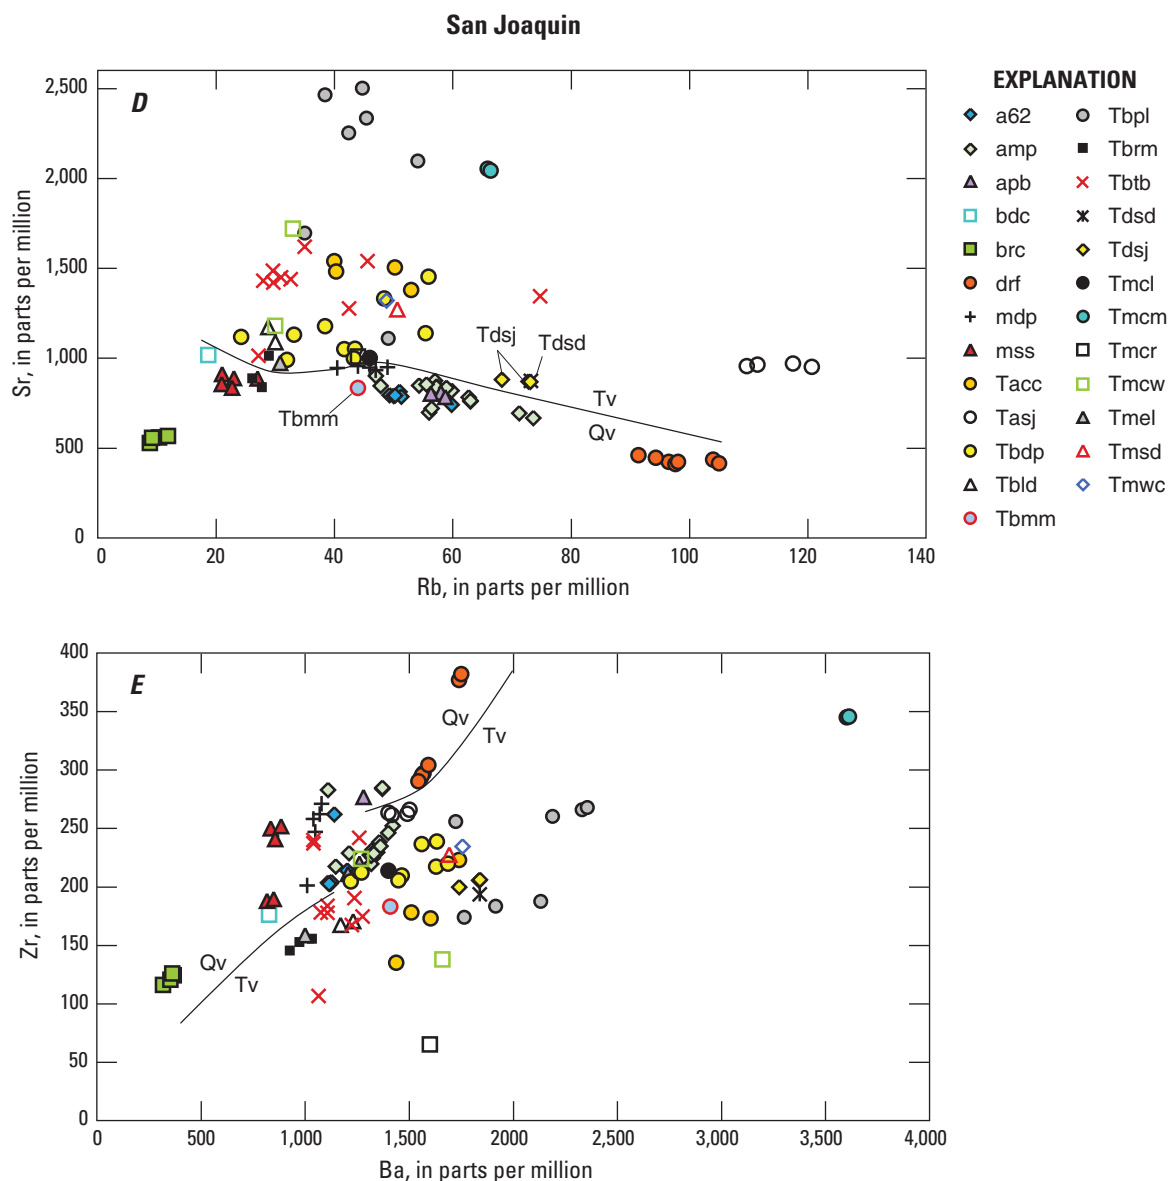 San Joaquin
D
2,500
2,000
1,500
1,000
500
0
Sr, in parts per million
Tdsj
Tdsd
Tbmm
Tv
Qv
0 20 40 60 80 100 120 140
Rb, in parts per million
EXPLANATION
a62 Tbpl
amp Tbrm
apb Tbtb
bdc Tdsd
brc Tdsj
drf Tmcl
mdp Tmcm
mss Tmcr
Tacc Tmcw
Tasj Tmel
Tbdp Tmsd
Tbld Tmwc
Tbmm
E
400
350
300
250
200
150
100
50
0
Zr, in parts per million
Qv
Tv
Qv
Tv
0 500 1,000 1,500 2000 2,500 3,000 3,500 4,000
Ba, in parts per million